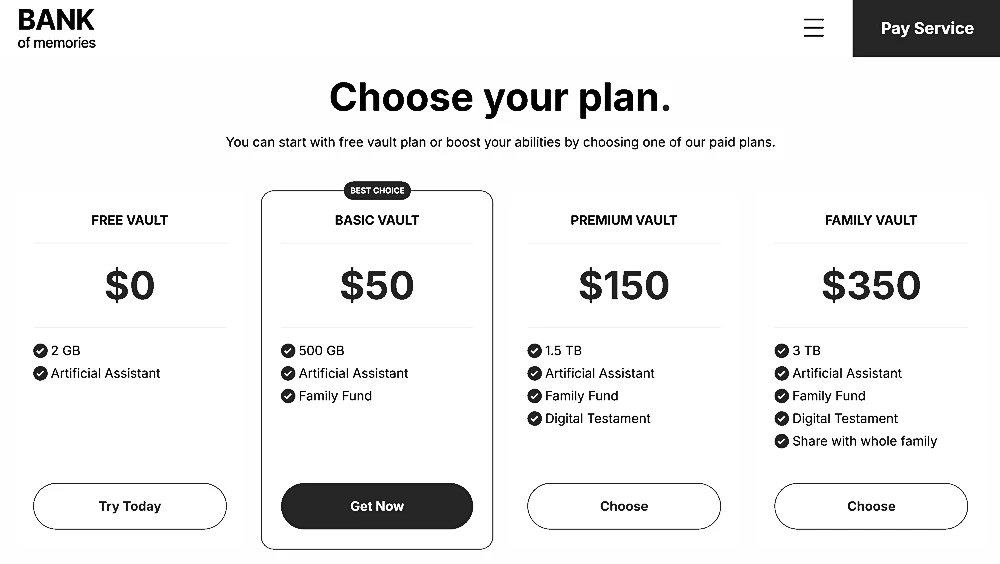 BANK
of memories
Pay Service
Choose your plan.
You can start with free vault plan or boost your abilities by choosing one of our paid plans.
FREE VAULT
$0
2 GB
Artificial Assistant
Try Today
BEST CHOICE
BASIC VAULT
$50
500 GB
Artificial Assistant
Family Fund
Get Now
PREMIUM VAULT
$150
1.5 TB
Artificial Assistant
Family Fund
Digital Testament
Choose
FAMILY VAULT
$350
3 TB
Artificial Assistant
Family Fund
Digital Testament
Share with whole family
Choose